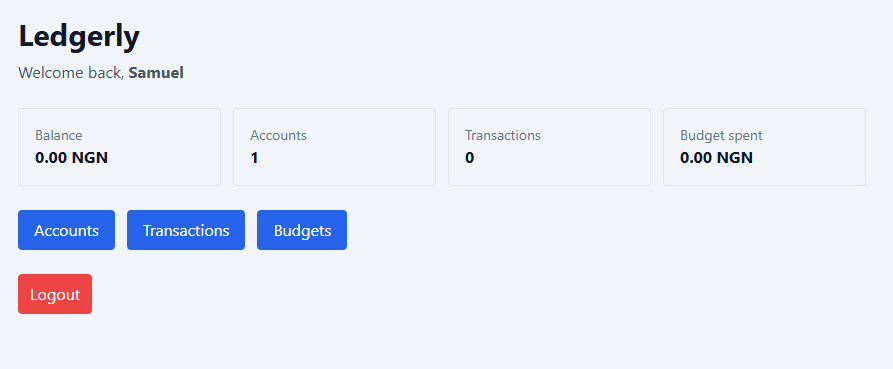 Ledgerly
Welcome back, Samuel
Balance
0.00 NGN
Accounts
1
Transactions
0
Budget spent
0.00 NGN
Accounts
Transactions
Budgets
Logout